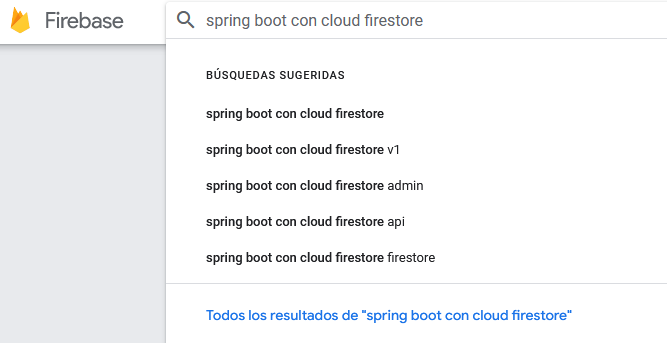 Firebase
spring boot con cloud firestore
BÚSQUEDAS SUGERIDAS
spring boot con cloud firestore
spring boot con cloud firestore v1
spring boot con cloud firestore admin
spring boot con cloud firestore api
spring boot con cloud firestore firestore
Todos los resultados de "spring boot con cloud firestore"